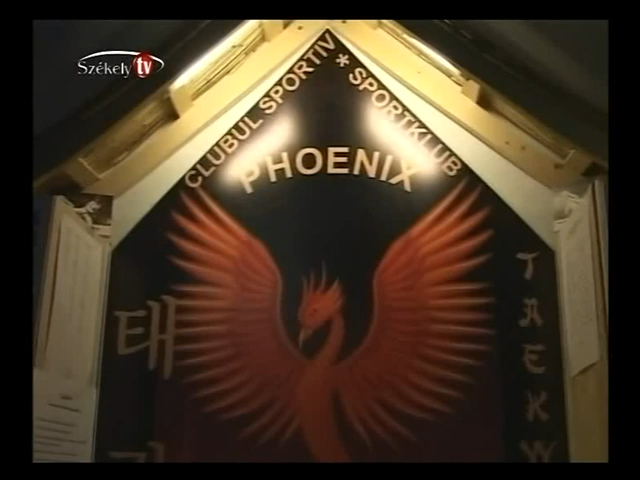 Székely tv
CLUBUL SPORTIV * SPORTKLUB
PHOENIX
태
TAEKW